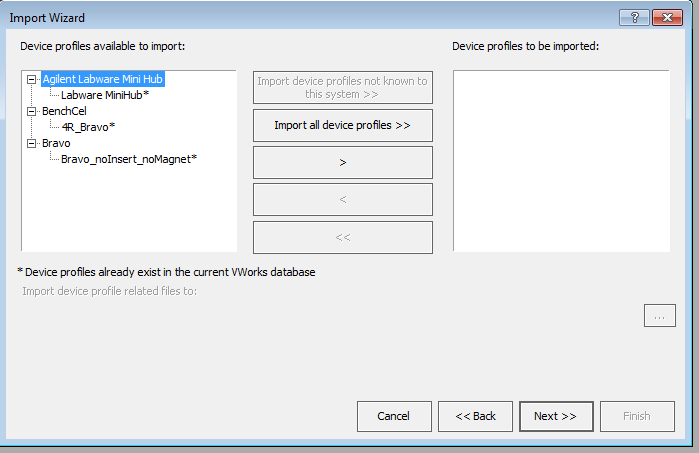 Import Wizard
?
Device profiles available to import:
Device profiles to be imported:
Agilent Labware Mini Hub
Labware MiniHub*
BenchCel
4R_Bravo*
Bravo
Bravo_noInsert_noMagnet*
Import device profiles not known to
this system >>
Import all device profiles >>
>
<
<<
* Device profiles already exist in the current VWorks database
Import device profile related files to:
...
Cancel
<< Back
Next >>
Finish